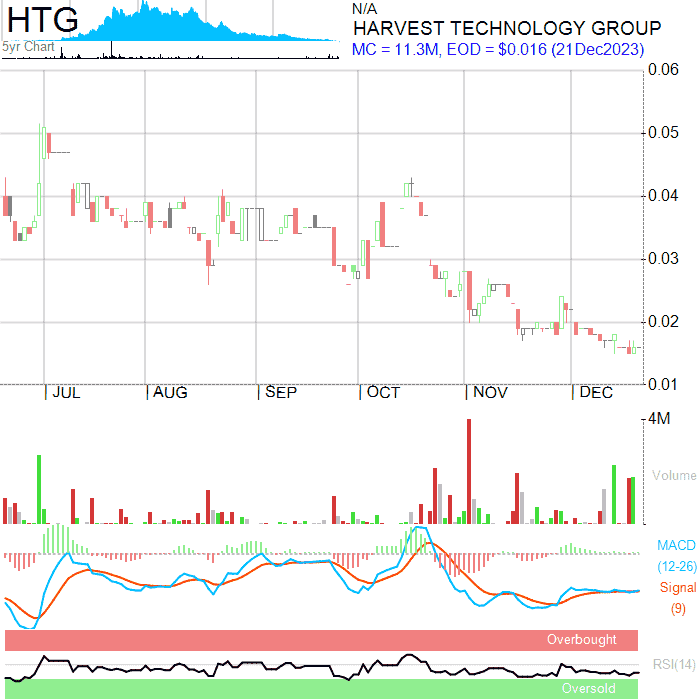 HTG
5yr Chart
N/A
HARVEST TECHNOLOGY GROUP
MC = 11.3M, EOD = $0.016 (21Dec2023)
0.06
0.05
0.04
0.03
0.02
0.01
JUL AUG SEP OCT NOV DEC
4M
Volume
MACD
(12-26)
Signal
(9)
Overbought
RSI(14)
Oversold